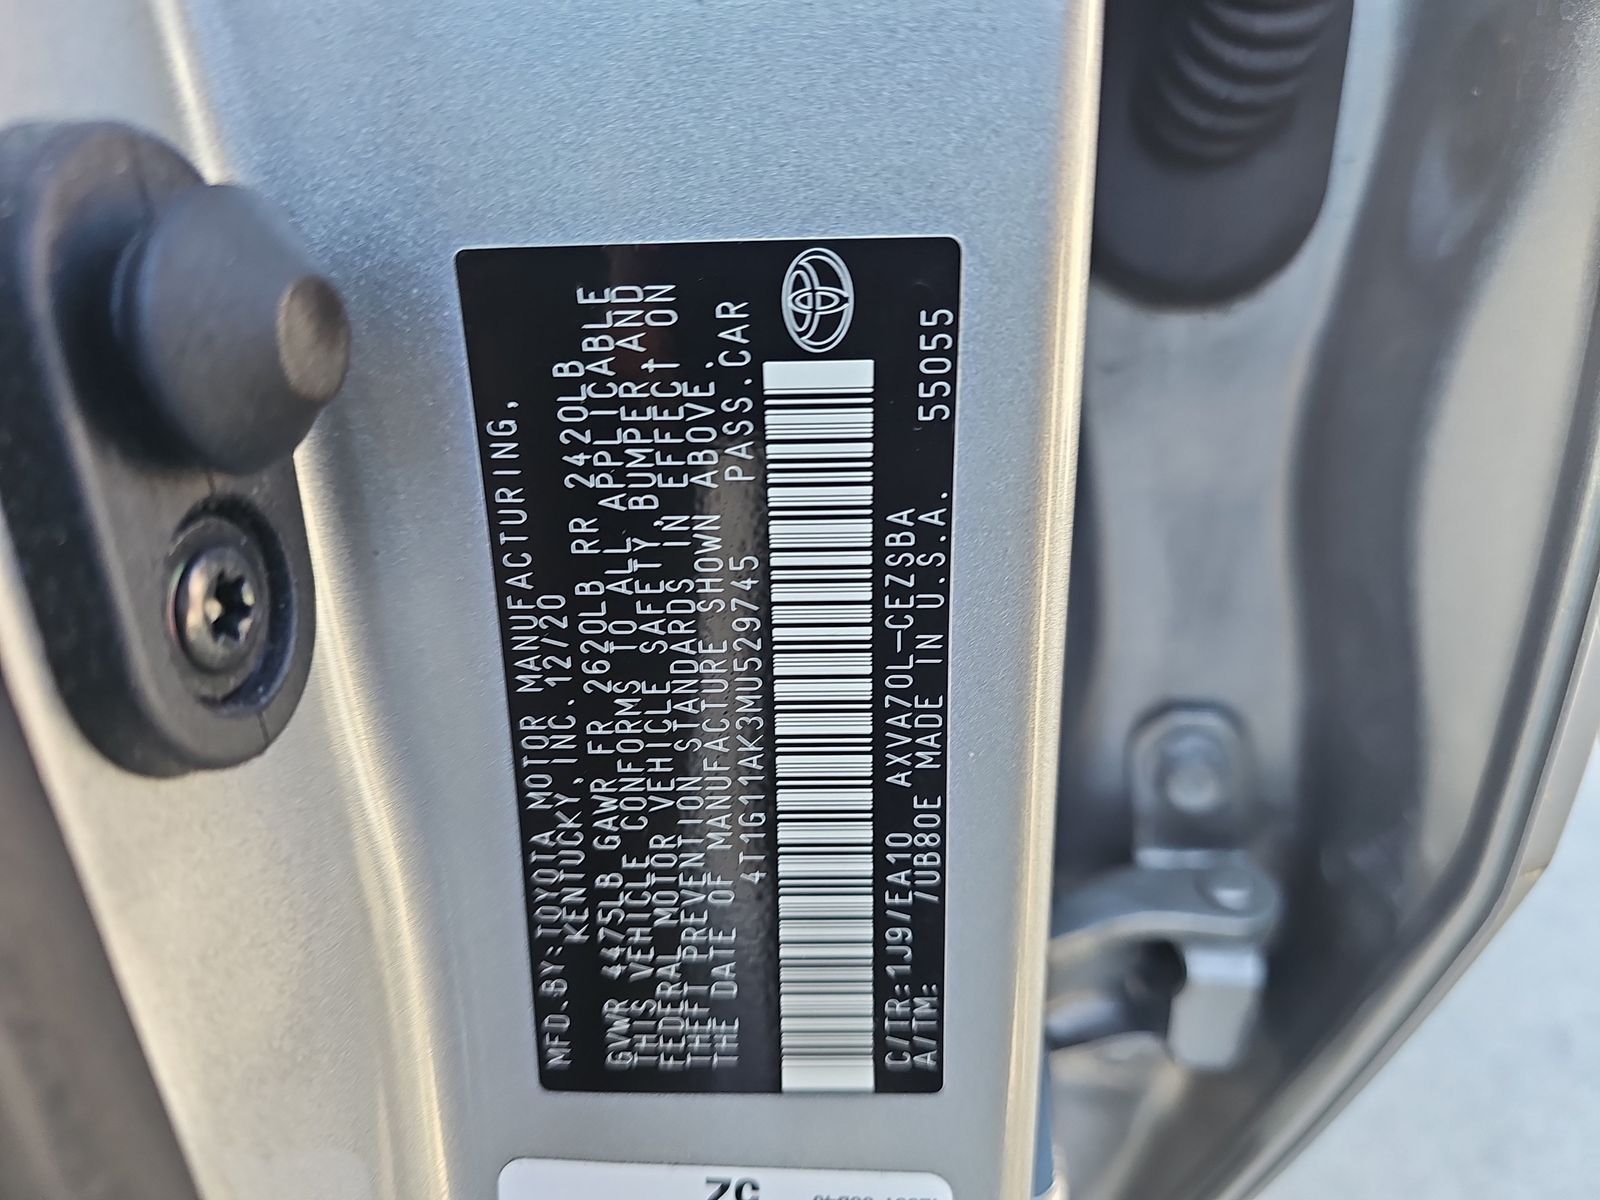 MFD.BY:TOYOTA MOTOR MANUFACTURING,
KENTUCKY,INC. 12/20
GVWR 4475LB GAWR FR 2620LB RR 2420LB
THIS VEHICLE CONFORMS TO ALL APPLICABLE
FEDERAL MOTOR VEHICLE SAFETY, BUMPER AND
THEFT PREVENTION STANDARDS IN EFFECT ON
THE DATE OF MANUFACTURE SHOWN ABOVE.
4T1G11AK3MU529745 PASS.CAR
C/TR:1J9/EA10 AXVA70L-CEZSBA
A/TM: /UB80E MADE IN U.S.A. 55055
5Z